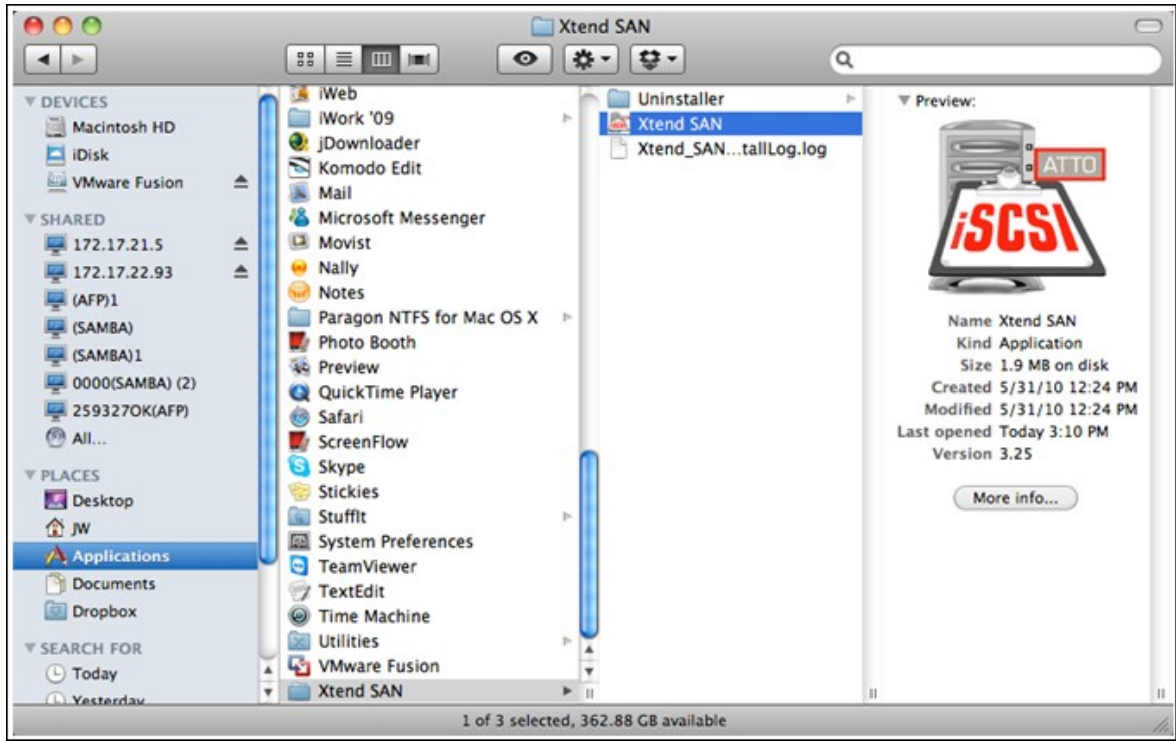 Xtend SAN
DEVICES
Macintosh HD
iDisk
VMware Fusion
SHARED
172.17.21.5
172.17.22.93
(AFP)1
(SAMBA)
(SAMBA)1
0000(SAMBA) (2)
259327OK(AFP)
All...
PLACES
Desktop
JW
Applications
Documents
Dropbox
SEARCH FOR
Today
Yesterday
iWeb
iWork '09
jDownloader
Komodo Edit
Mail
Microsoft Messenger
Movist
Nally
Notes
Paragon NTFS for Mac OS X
Photo Booth
Preview
QuickTime Player
Safari
ScreenFlow
Skype
Stickies
StuffIt
System Preferences
TeamViewer
TextEdit
Time Machine
Utilities
VMware Fusion
Xtend SAN
Uninstaller
Xtend SAN
Xtend_SAN...tallLog.log
Preview:
ATTO
iSCSI
Name Xtend SAN
Kind Application
Size 1.9 MB on disk
Created 5/31/10 12:24 PM
Modified 5/31/10 12:24 PM
Last opened Today 3:10 PM
Version 3.25
More info...
1 of 3 selected, 362.88 GB available